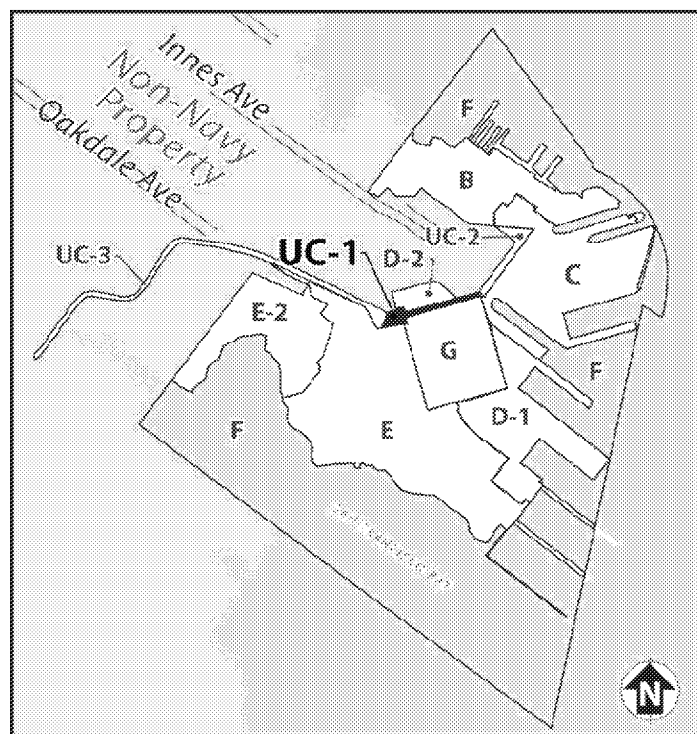 Innes Ave
Non-Navy
Property
Oakdale Ave
F
B
UC-2
UC-3
UC-1
D-2
C
E-2
G
F
F
E
D-1
N